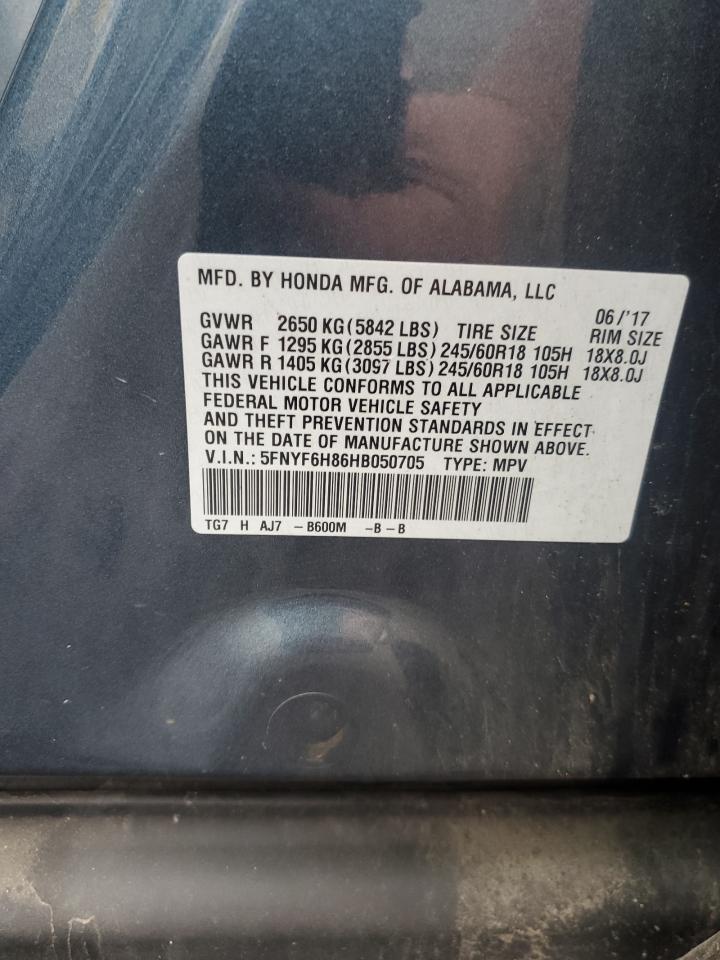 MFD. BY HONDA MFG. OF ALABAMA, LLC
06/'17
GVWR 2650 KG(5842 LBS) TIRE SIZE RIM SIZE
GAWR F 1295 KG(2855 LBS) 245/60R18 105H 18X8.0J
GAWR R 1405 KG(3097 LBS) 245/60R18 105H 18X8.0J
THIS VEHICLE CONFORMS TO ALL APPLICABLE
FEDERAL MOTOR VEHICLE SAFETY
AND THEFT PREVENTION STANDARDS IN EFFECT
ON THE DATE OF MANUFACTURE SHOWN ABOVE.
V.I.N.: 5FNYF6H86HB050705 TYPE: MPV
TG7 H AJ7 -B600M -B-B